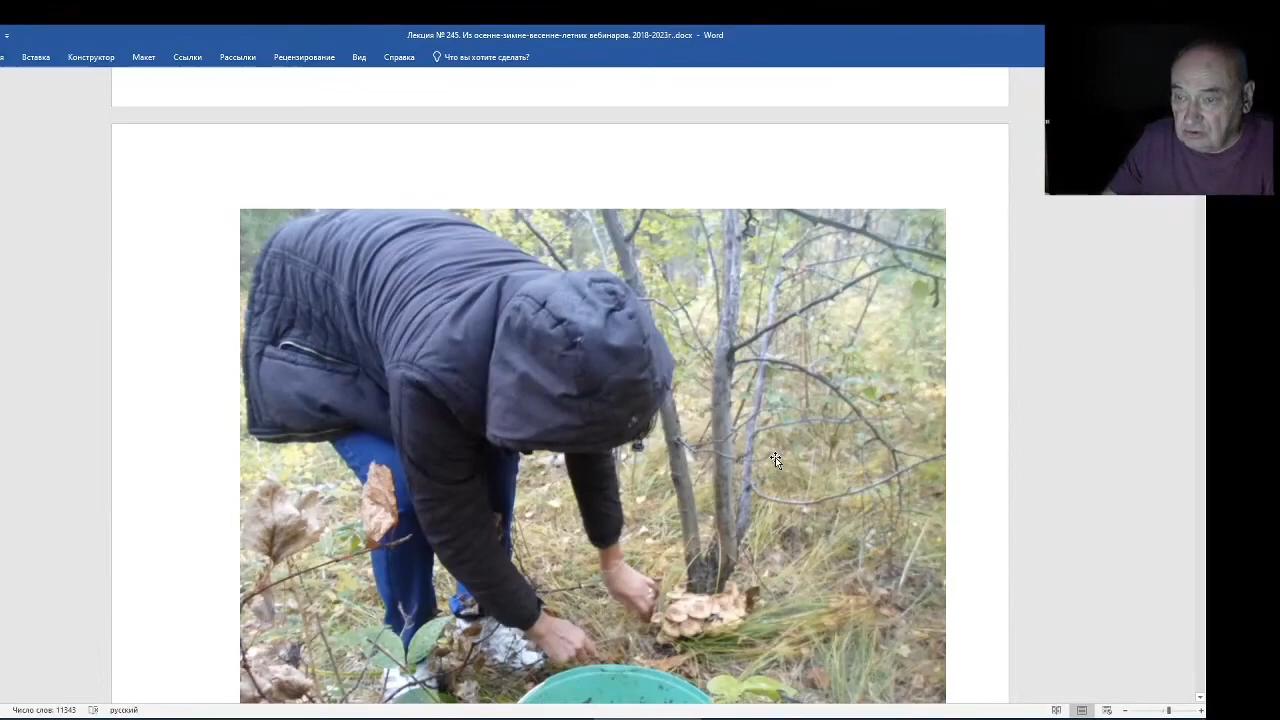 Лекция № 245. Из осенне-зимне-весенне-летних вебинаров. 2018-2023г..docx - Word
я Вставка Конструктор Макет Ссылки Рассылки Рецензирование Вид Справка Что вы хотите сделать?
Число слов: 11343 русский